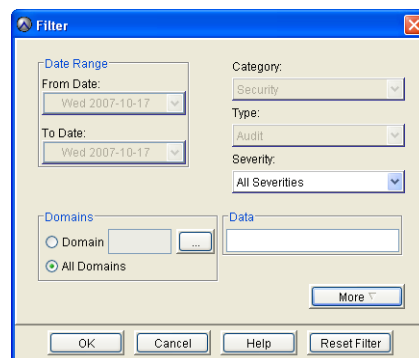 Filter
Date Range
From Date:
Wed 2007-10-17
To Date:
Wed 2007-10-17
Category:
Security
Type:
Audit
Severity:
All Severities
Domains
Domain
...
All Domains
Data
More
OK
Cancel
Help
Reset Filter